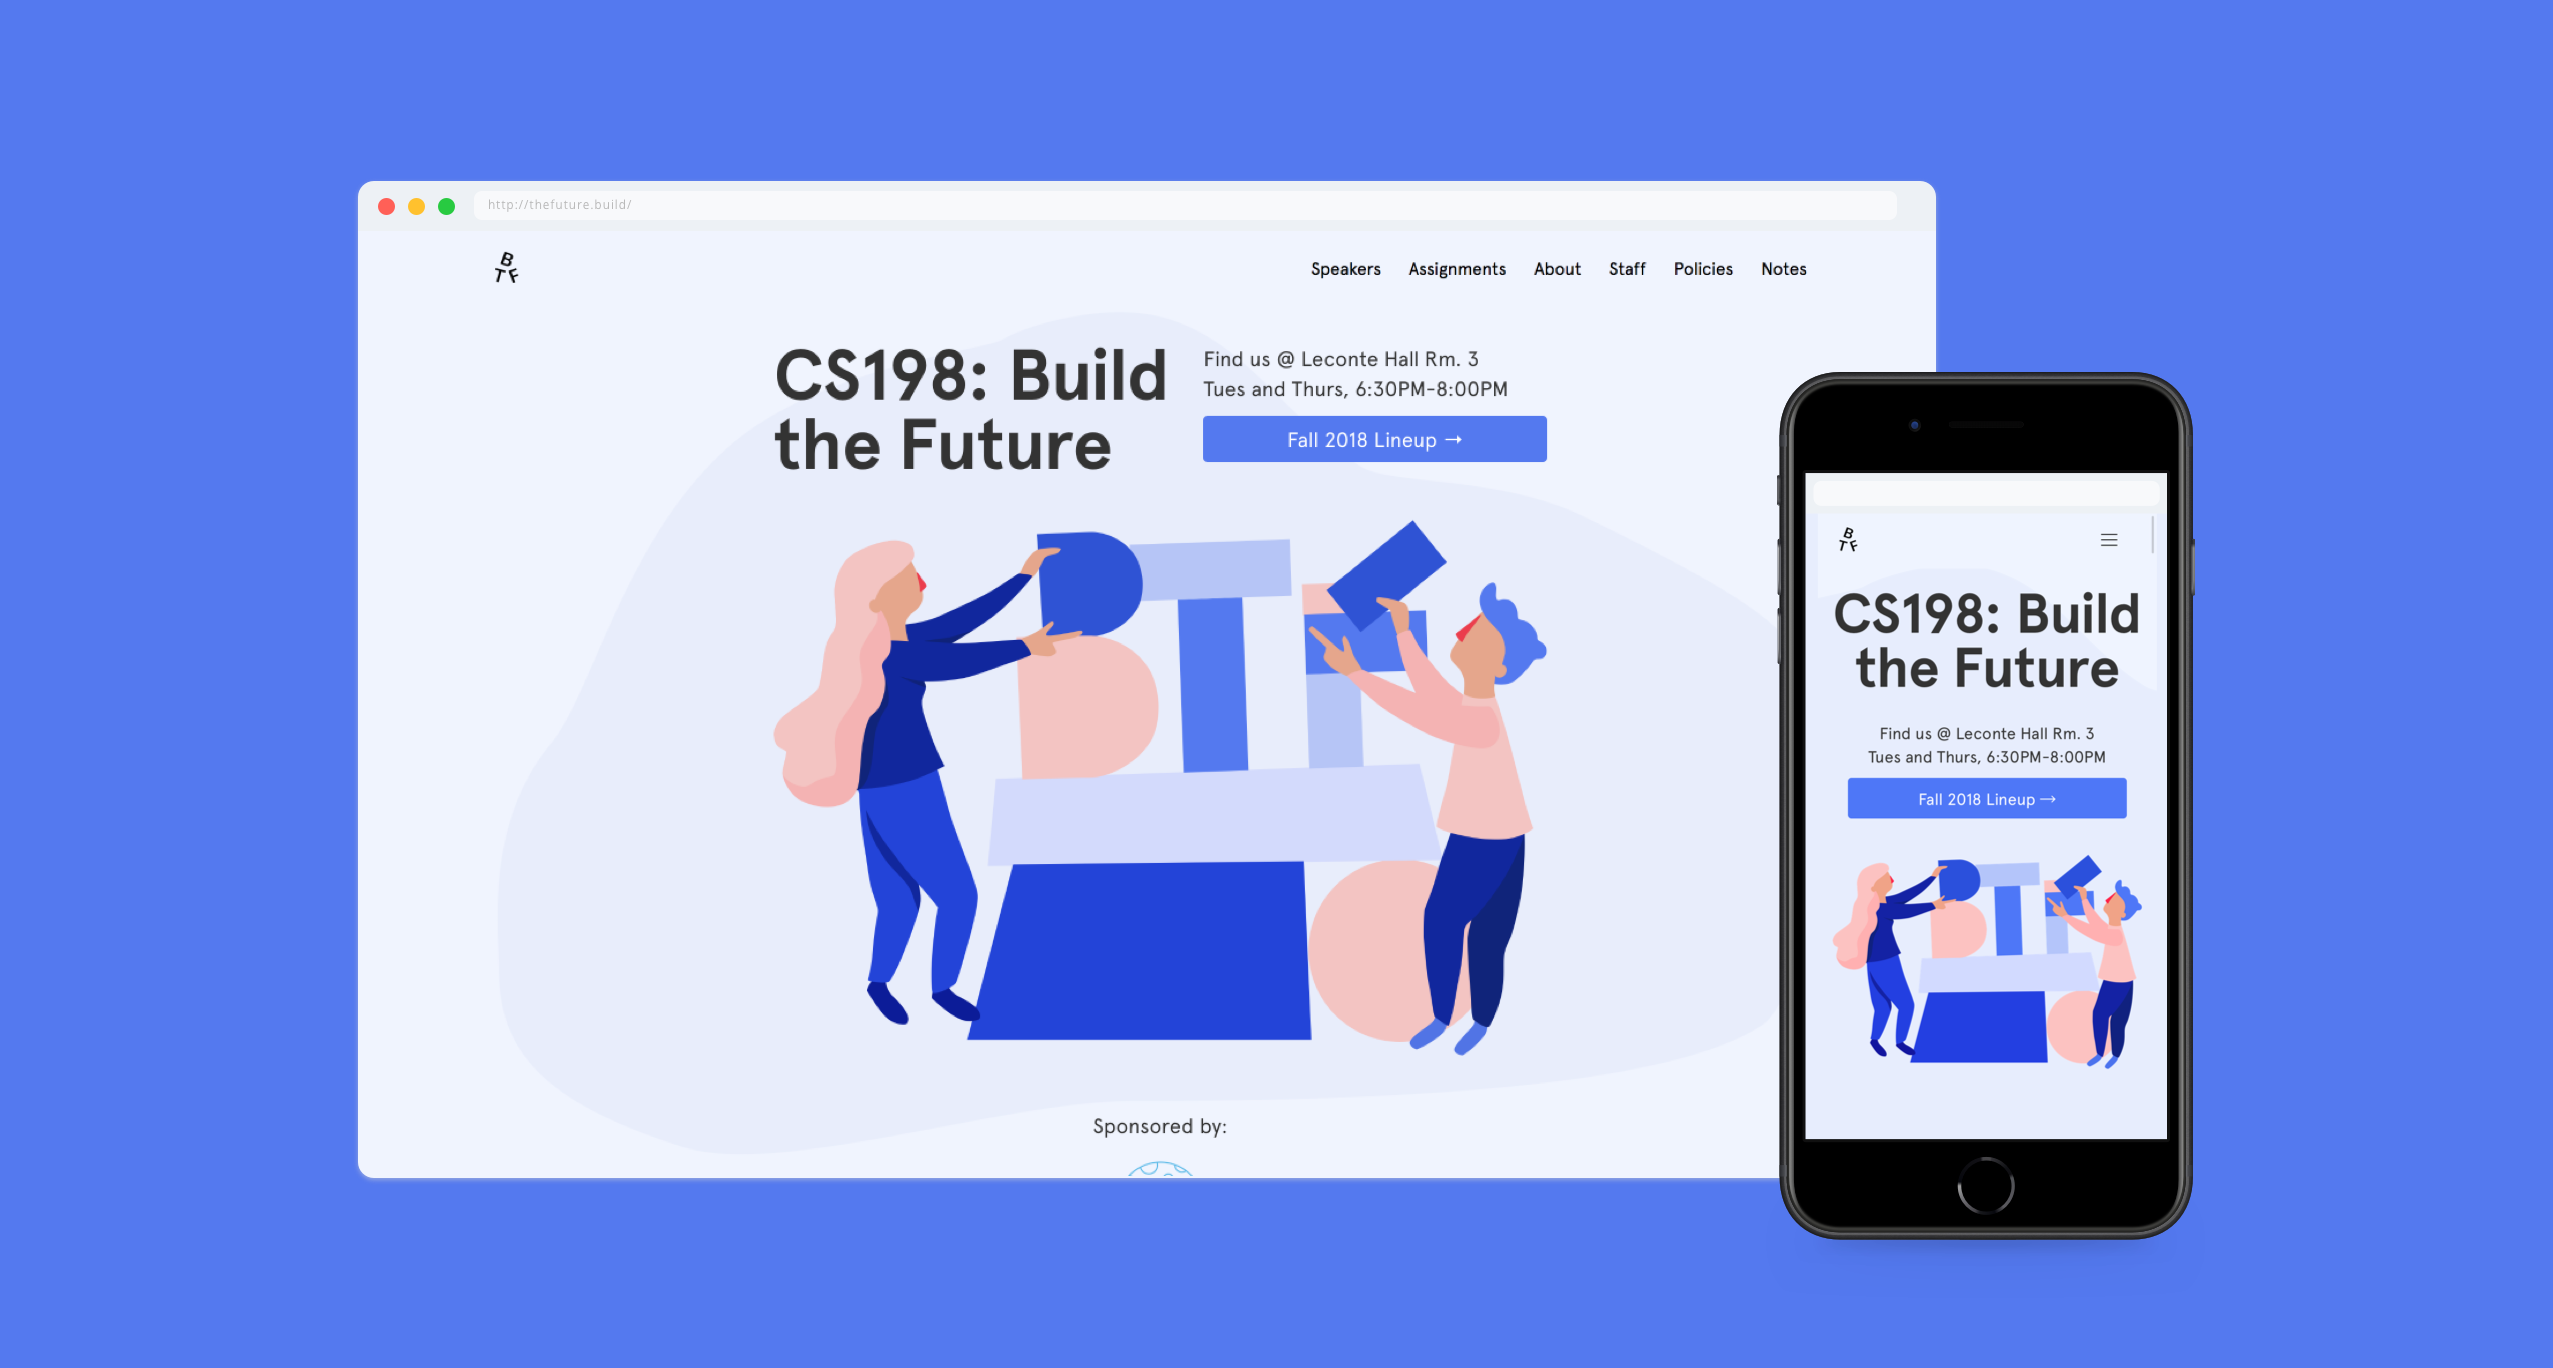 http://thefuture.build/
B
T F
Speakers Assignments About Staff Policies Notes
CS198: Build
the Future
Find us @ Leconte Hall Rm. 3
Tues and Thurs, 6:30PM-8:00PM
Fall 2018 Lineup →
Sponsored by:
B
T F
CS198: Build
the Future
Find us @ Leconte Hall Rm. 3
Tues and Thurs, 6:30PM-8:00PM
Fall 2018 Lineup →